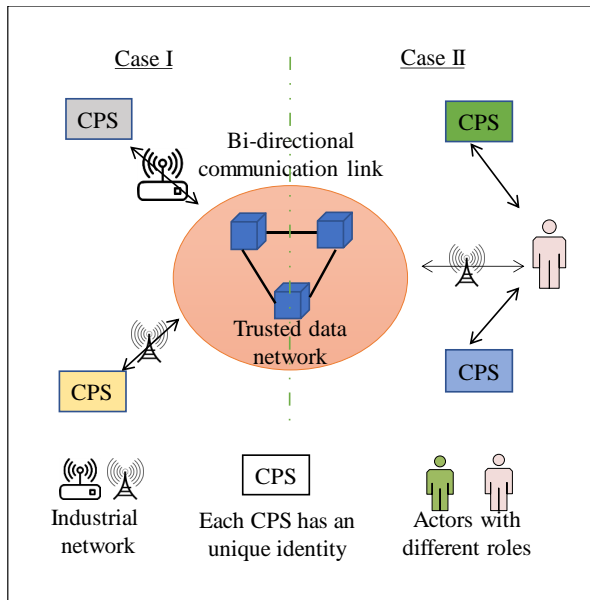 Case I
Case II
CPS
CPS
Bi-directional
communication link
Trusted data
network
CPS
CPS
CPS
Industrial
network
Each CPS has an
unique identity
Actors with
different roles